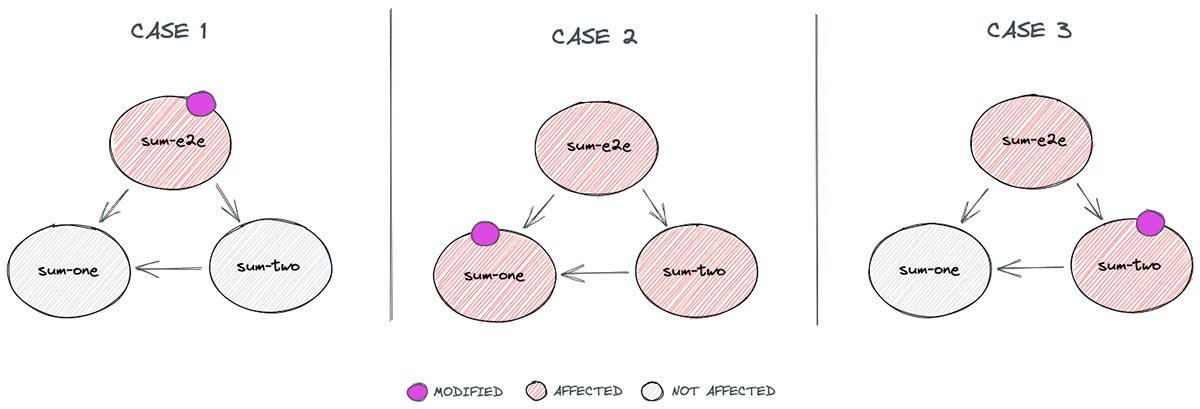 CASE 1
sum-e2e
sum-one
sum-two
CASE 2
sum-e2e
sum-one
sum-two
CASE 3
sum-e2e
sum-one
sum-two
MODIFIED
AFFECTED
NOT AFFECTED